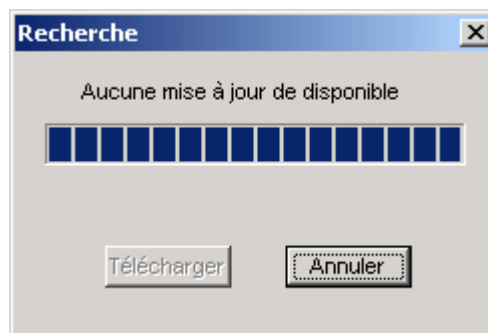 Recherche
Aucune mise à jour de disponible
Télécharger
Annuler